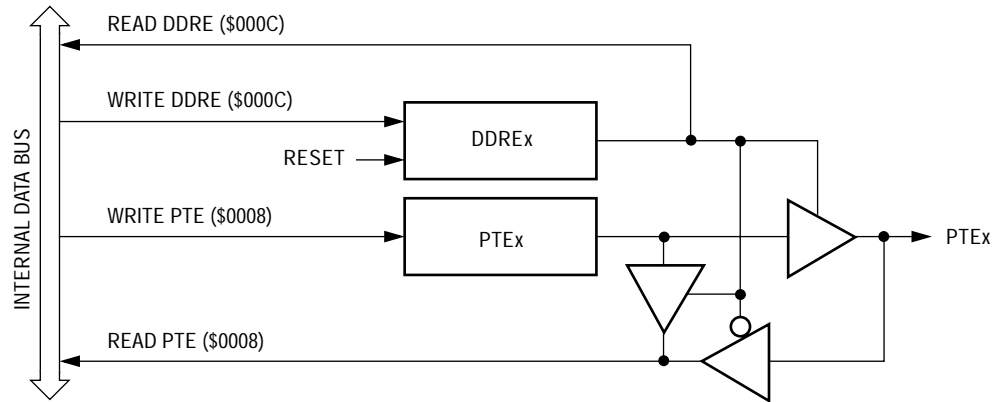 READ DDRE ($000C)
WRITE DDRE ($000C)
DDREx
RESET
WRITE PTE ($0008)
PTEx
PTEx
READ PTE ($0008)
INTERNAL DATA BUS